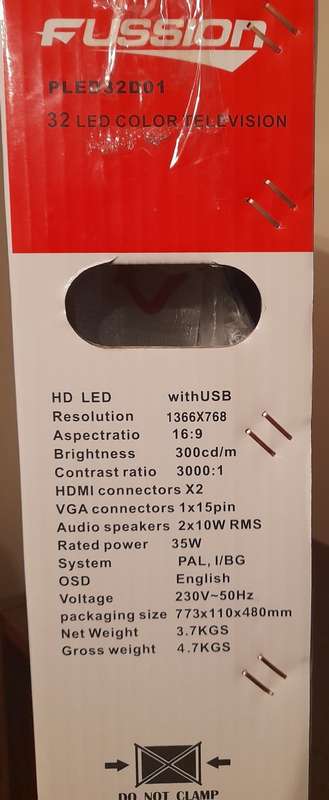 FUSSION
PLED32D01
32 LED COLOR TELEVISION
HD LED withUSB
Resolution 1366X768
Aspectratio 16:9
Brightness 300cd/m
Contrast ratio 3000:1
HDMI connectors X2
VGA connectors 1x15pin
Audio speakers 2x10W RMS
Rated power 35W
System PAL, I/BG
OSD English
Voltage 230V~50Hz
packaging size 773x110x480mm
Net Weight 3.7KGS
Gross weight 4.7KGS
DO NOT CLAMP